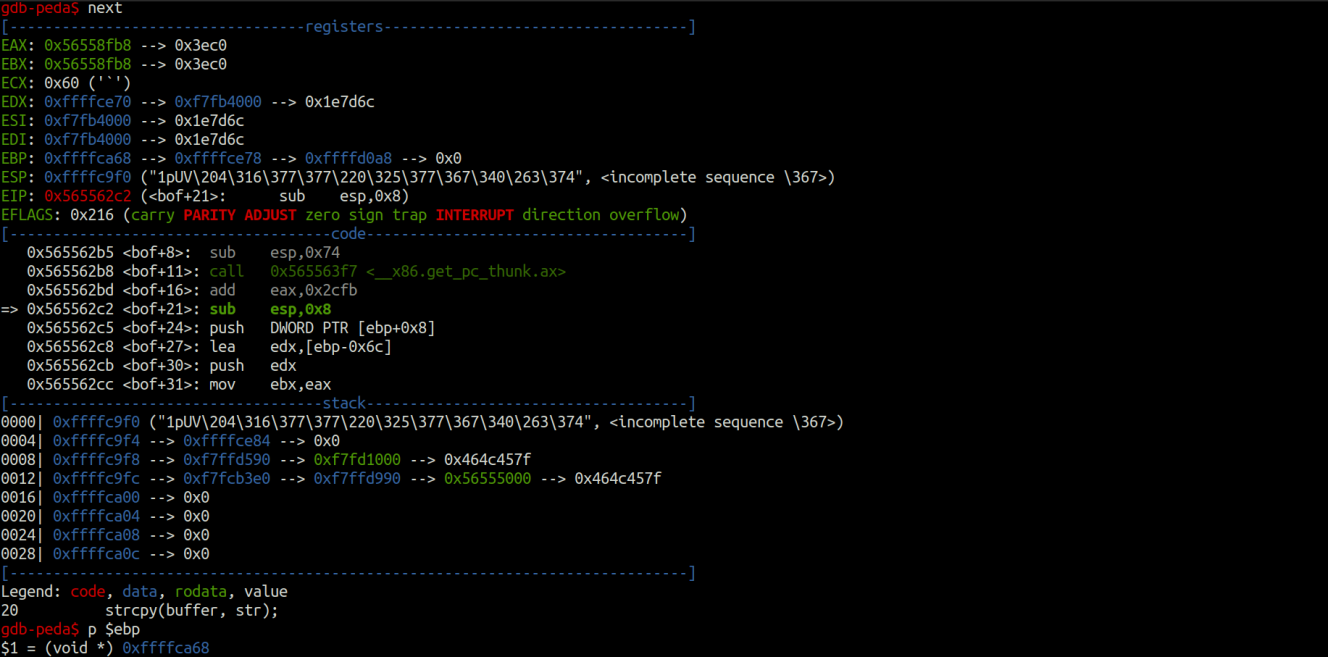 gdb-peda$ next
[----------------------------------registers-----------------------------------]
EAX: 0x56558fb8 --> 0x3ec0
EBX: 0x56558fb8 --> 0x3ec0
ECX: 0x60 ('`')
EDX: 0xffffce70 --> 0xf7fb4000 --> 0x1e7d6c
ESI: 0xf7fb4000 --> 0x1e7d6c
EDI: 0xf7fb4000 --> 0x1e7d6c
EBP: 0xffffca68 --> 0xffffce78 --> 0xffffd0a8 --> 0x0
ESP: 0xffffc9f0 ("1pUV\204\316\377\377\220\325\377\367\340\263\374", <incomplete sequence \367>)
EIP: 0x565562c2 (<bof+21>:      sub    esp,0x8)
EFLAGS: 0x216 (carry PARITY ADJUST zero sign trap INTERRUPT direction overflow)
[-------------------------------------code-------------------------------------]
   0x565562b5 <bof+8>:  sub    esp,0x74
   0x565562b8 <bof+11>: call   0x565563f7 <__x86.get_pc_thunk.ax>
   0x565562bd <bof+16>: add    eax,0x2cfb
=> 0x565562c2 <bof+21>: sub    esp,0x8
   0x565562c5 <bof+24>: push   DWORD PTR [ebp+0x8]
   0x565562c8 <bof+27>: lea    edx,[ebp-0x6c]
   0x565562cb <bof+30>: push   edx
   0x565562cc <bof+31>: mov    ebx,eax
[------------------------------------stack-------------------------------------]
0000| 0xffffc9f0 ("1pUV\204\316\377\377\220\325\377\367\340\263\374", <incomplete sequence \367>)
0004| 0xffffc9f4 --> 0xffffce84 --> 0x0
0008| 0xffffc9f8 --> 0xf7ffd590 --> 0xf7fd1000 --> 0x464c457f
0012| 0xffffc9fc --> 0xf7fcb3e0 --> 0xf7ffd990 --> 0x56555000 --> 0x464c457f
0016| 0xffffca00 --> 0x0
0020| 0xffffca04 --> 0x0
0024| 0xffffca08 --> 0x0
0028| 0xffffca0c --> 0x0
[------------------------------------------------------------------------------]
Legend: code, data, rodata, value
20          strcpy(buffer, str);
gdb-peda$ p $ebp
$1 = (void *) 0xffffca68